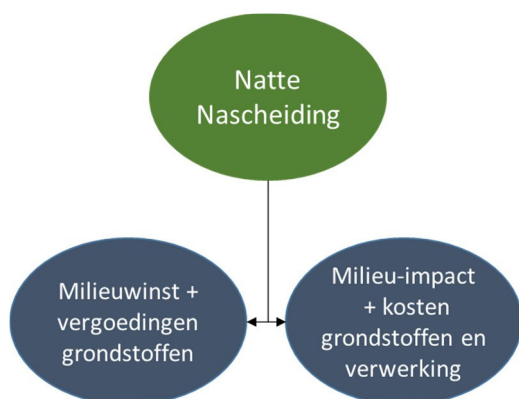 Natte
Nascheiding
Milieuwinst +
vergoedingen
grondstoffen
Milieu-impact
+ kosten
grondstoffen en
verwerking